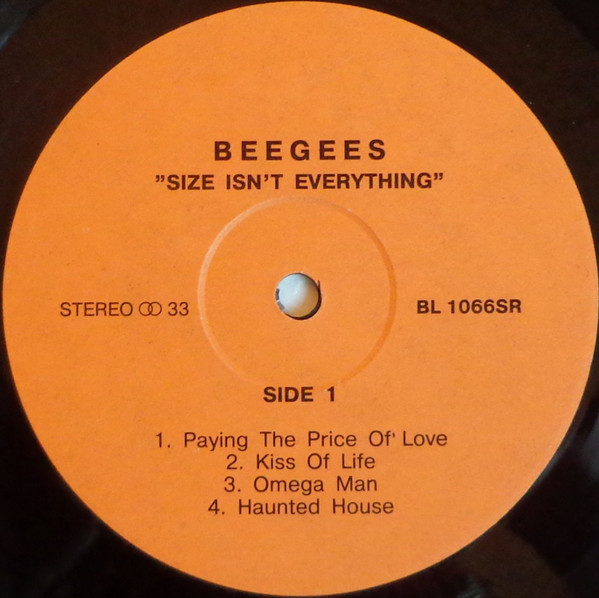 BEEGEES
”SIZE ISN'T EVERYTHING”
STEREO ⚭ 33
BL 1066SR
SIDE 1
1. Paying The Price Of' Love
2. Kiss Of Life
3. Omega Man
4. Haunted House